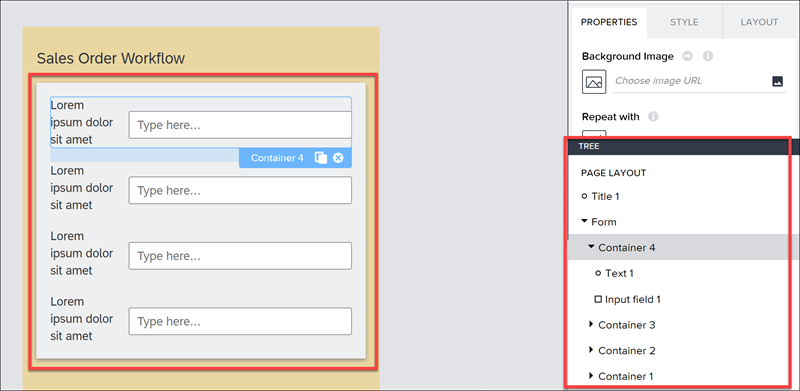 Sales Order Workflow
Lorem
ipsum dolor
sit amet
Type here...
Container 4
Lorem
ipsum dolor
sit amet
Type here...
Lorem
ipsum dolor
sit amet
Type here...
Lorem
ipsum dolor
sit amet
Type here...
PROPERTIES STYLE LAYOUT
Background Image
Choose image URL
Repeat with
TREE
PAGE LAYOUT
Title 1
Form
Container 4
Text 1
Input field 1
Container 3
Container 2
Container 1